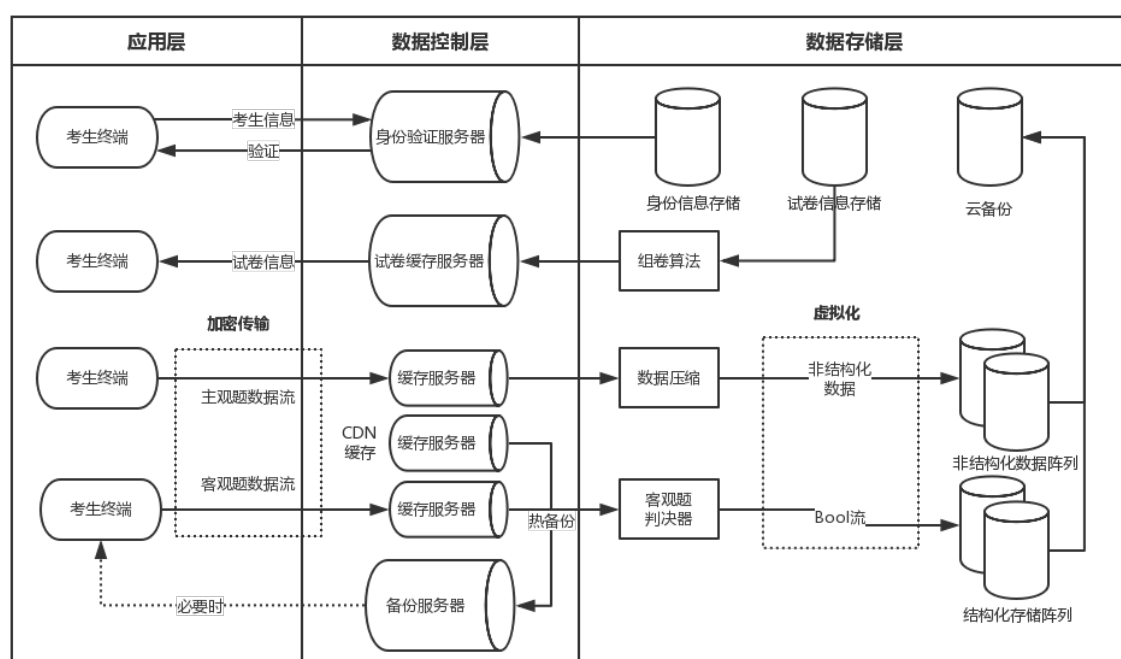 应用层
数据控制层
数据存储层
考生终端
考生信息
验证
身份验证服务器
身份信息存储
试卷信息存储
云备份
考生终端
试卷信息
试卷缓存服务器
组卷算法
加密传输
虚拟化
考生终端
主观题数据流
缓存服务器
数据压缩
非结构化
数据
CDN
缓存
缓存服务器
非结构化数据阵列
考生终端
客观题数据流
缓存服务器
热备份
客观题
判决器
Bool流
必要时
备份服务器
结构化存储阵列